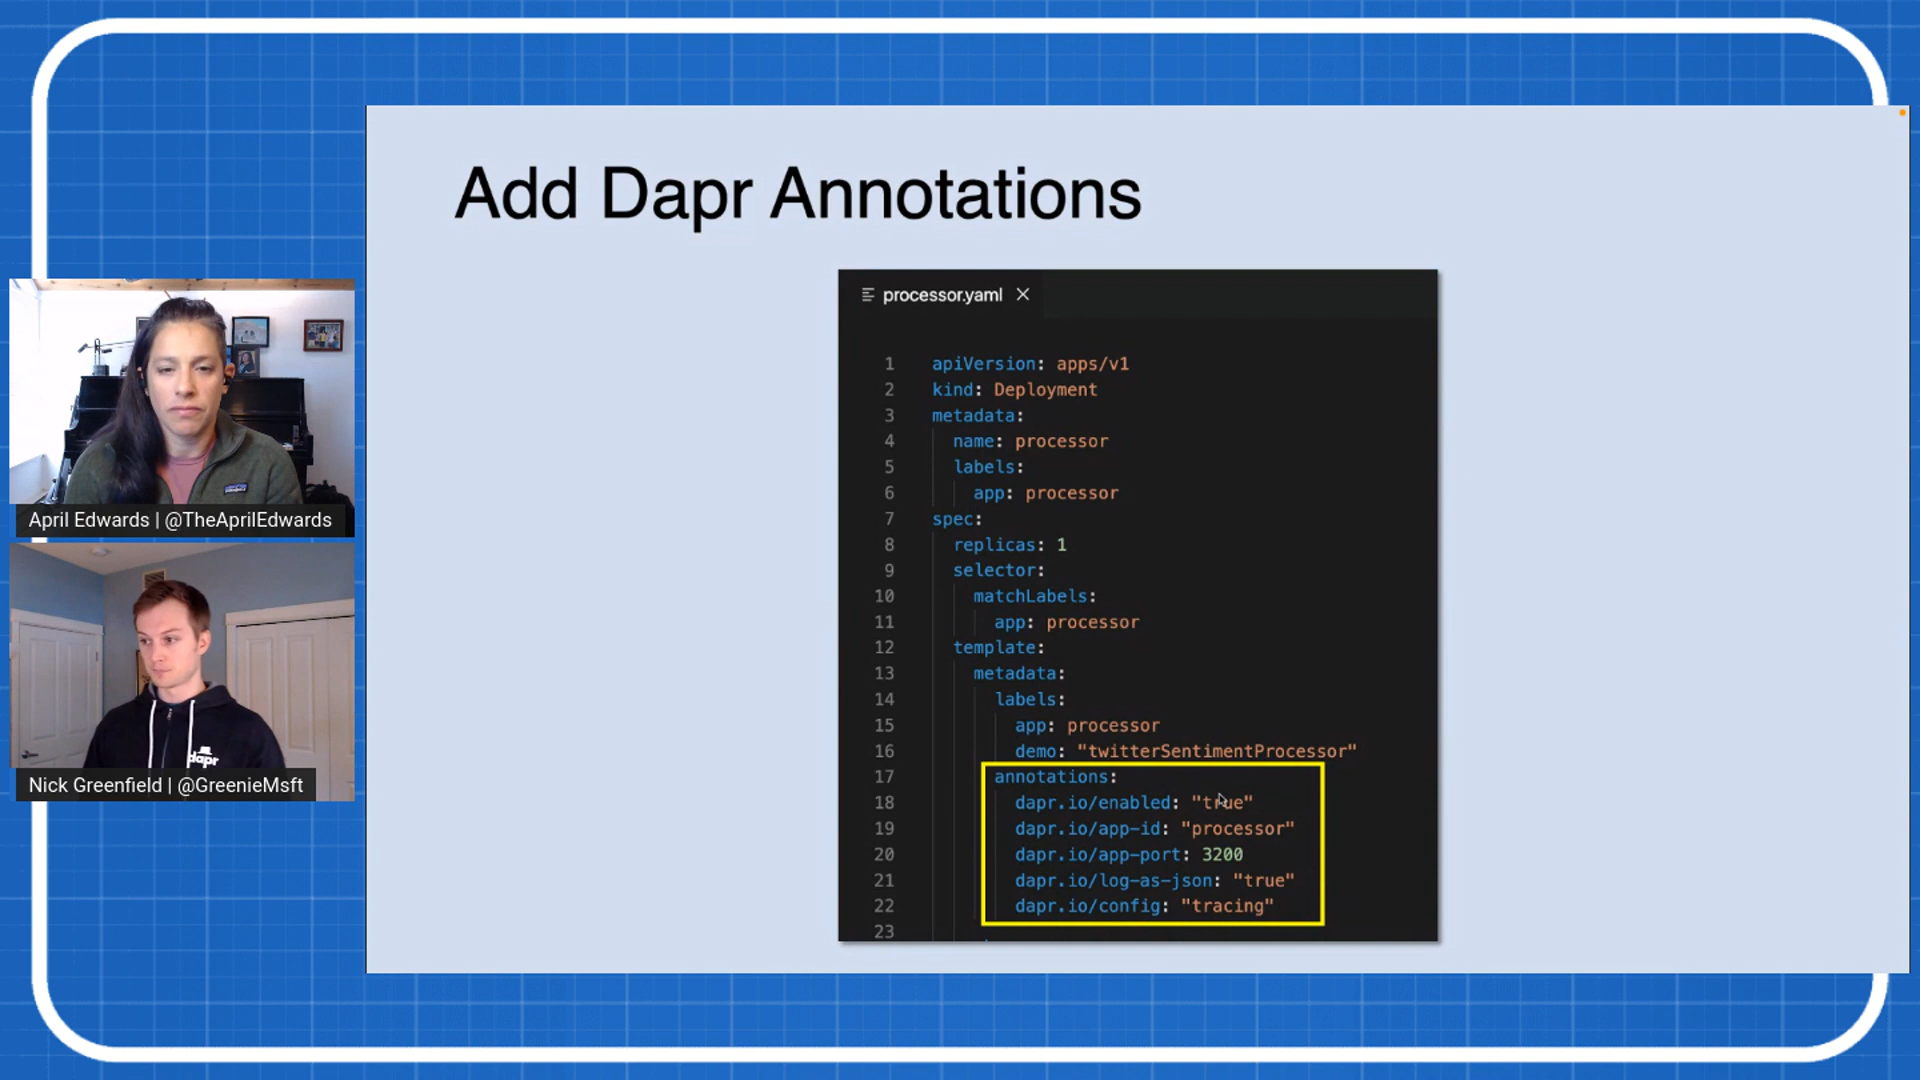 Add Dapr Annotations
processor.yaml
1 apiVersion: apps/v1
2 kind: Deployment
3 metadata:
4 name: processor
5 labels:
6 app: processor
7 spec:
8 replicas: 1
9 selector:
10 matchLabels:
11 app: processor
12 template:
13 metadata:
14 labels:
15 app: processor
16 demo: "twitterSentimentProcessor"
17 annotations:
18 dapr.io/enabled: "true"
19 dapr.io/app-id: "processor"
20 dapr.io/app-port: 3200
21 dapr.io/log-as-json: "true"
22 dapr.io/config: "tracing"
23
April Edwards | @TheAprilEdwards
dapr
Nick Greenfield | @GreenieMsft